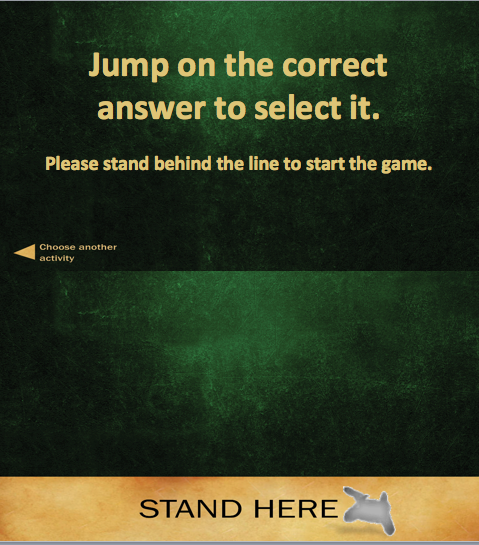 Jump on the correct
answer to select it.
Please stand behind the line to start the game.
Choose another
activity
STAND HERE